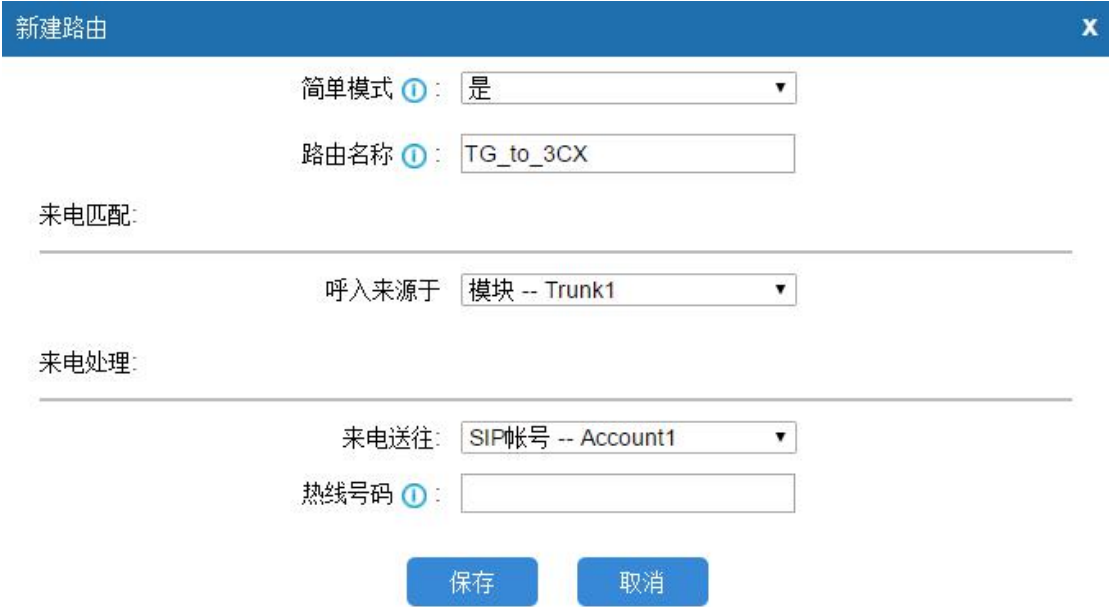 新建路由 X
简单模式 : 是
路由名称 : TG_to_3CX
来电匹配:
呼入来源于 模块 -- Trunk1
来电处理:
来电送往: SIP帐号 -- Account1
热线号码 :
保存 取消